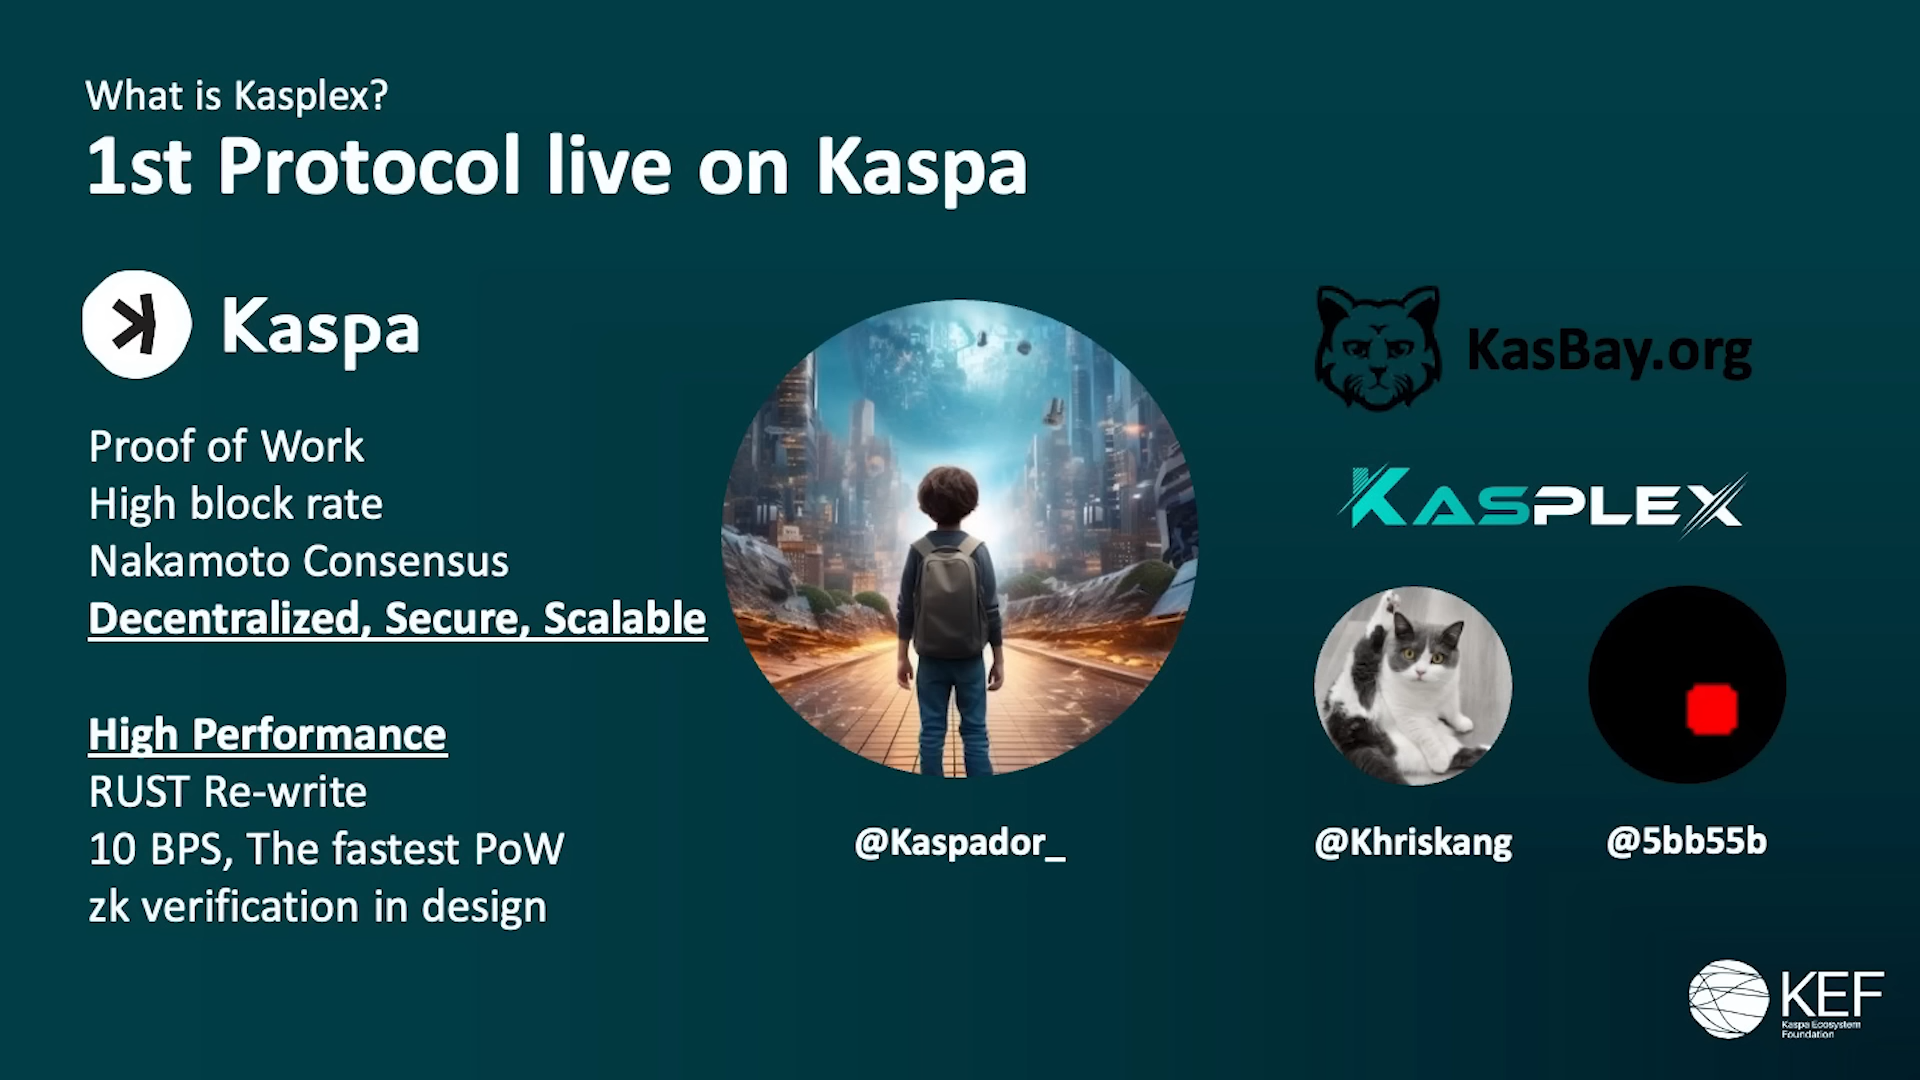 What is Kasplex?
1st Protocol live on Kaspa
Kaspa
Proof of Work
High block rate
Nakamoto Consensus
Decentralized, Secure, Scalable
High Performance
RUST Re-write
10 BPS, The fastest PoW
zk verification in design
@Kaspador_
KasBay.org
KASPLEX
@Khriskang
@5bb55b
KEF
Kaspa Ecosystem
Foundation